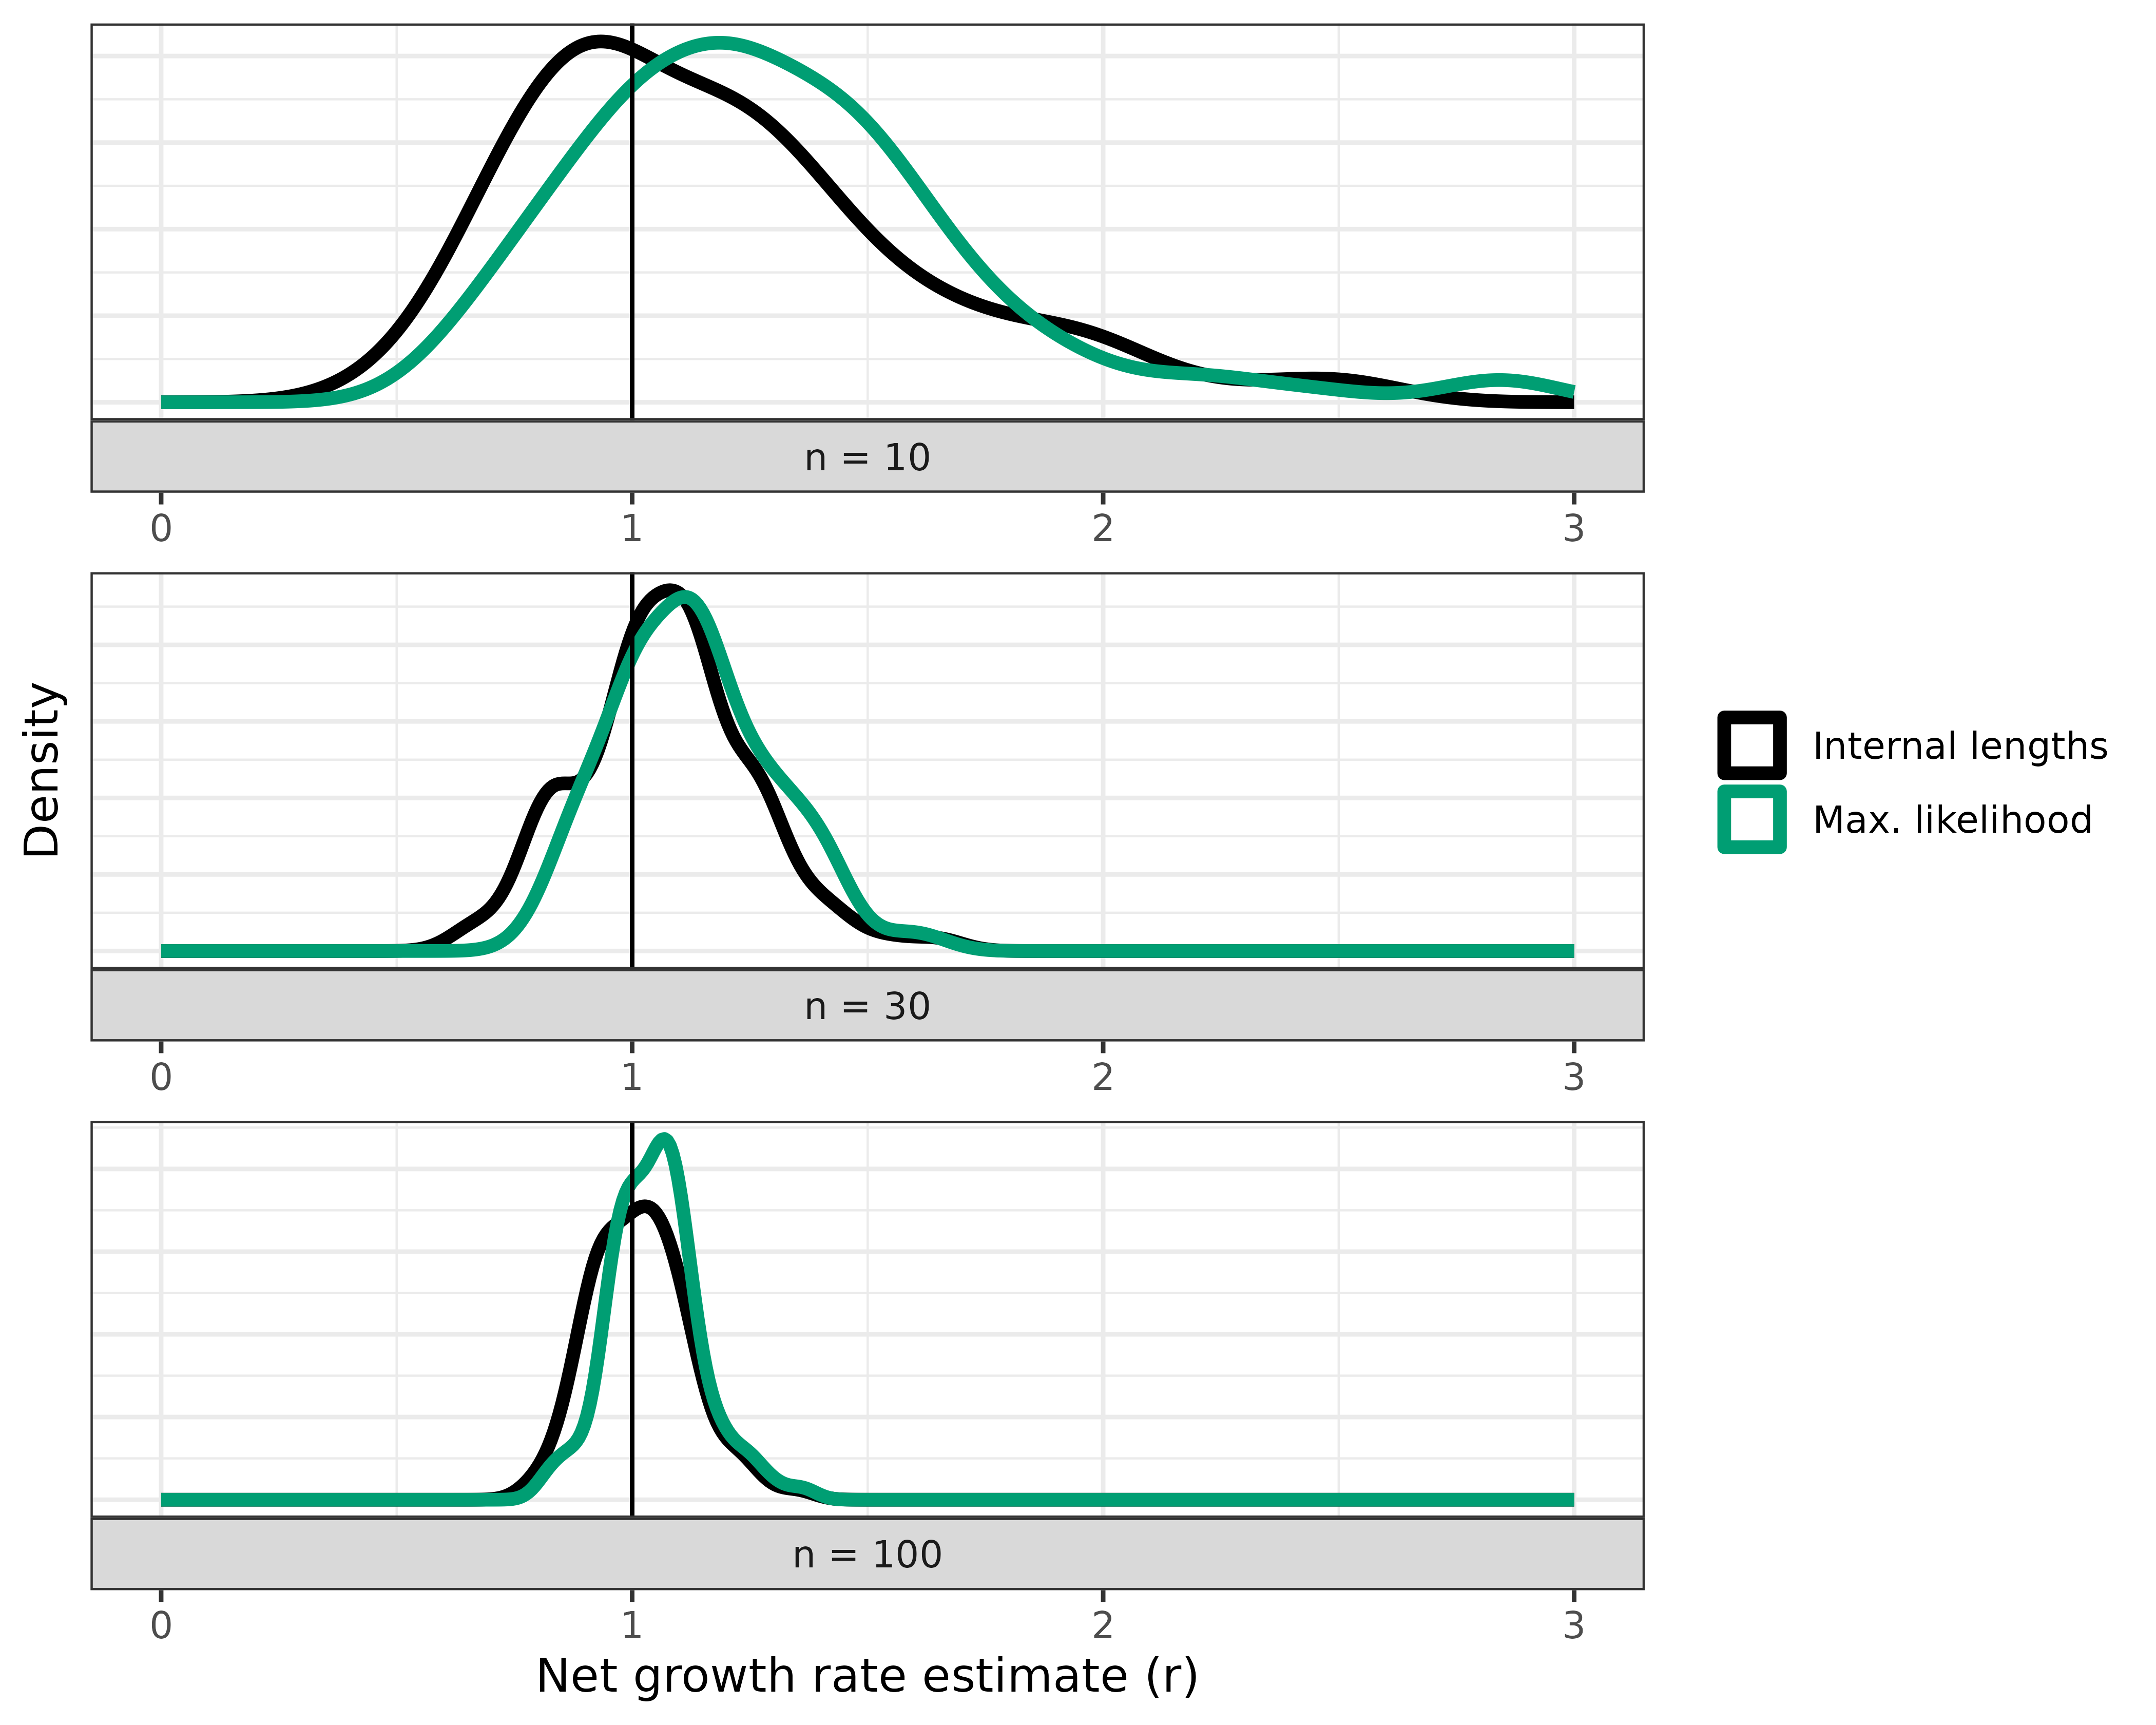 n = 10
0 1 2 3
Density
n = 30
0 1 2 3
n = 100
0 1 2 3
Net growth rate estimate (r)
Internal lengths
Max. likelihood